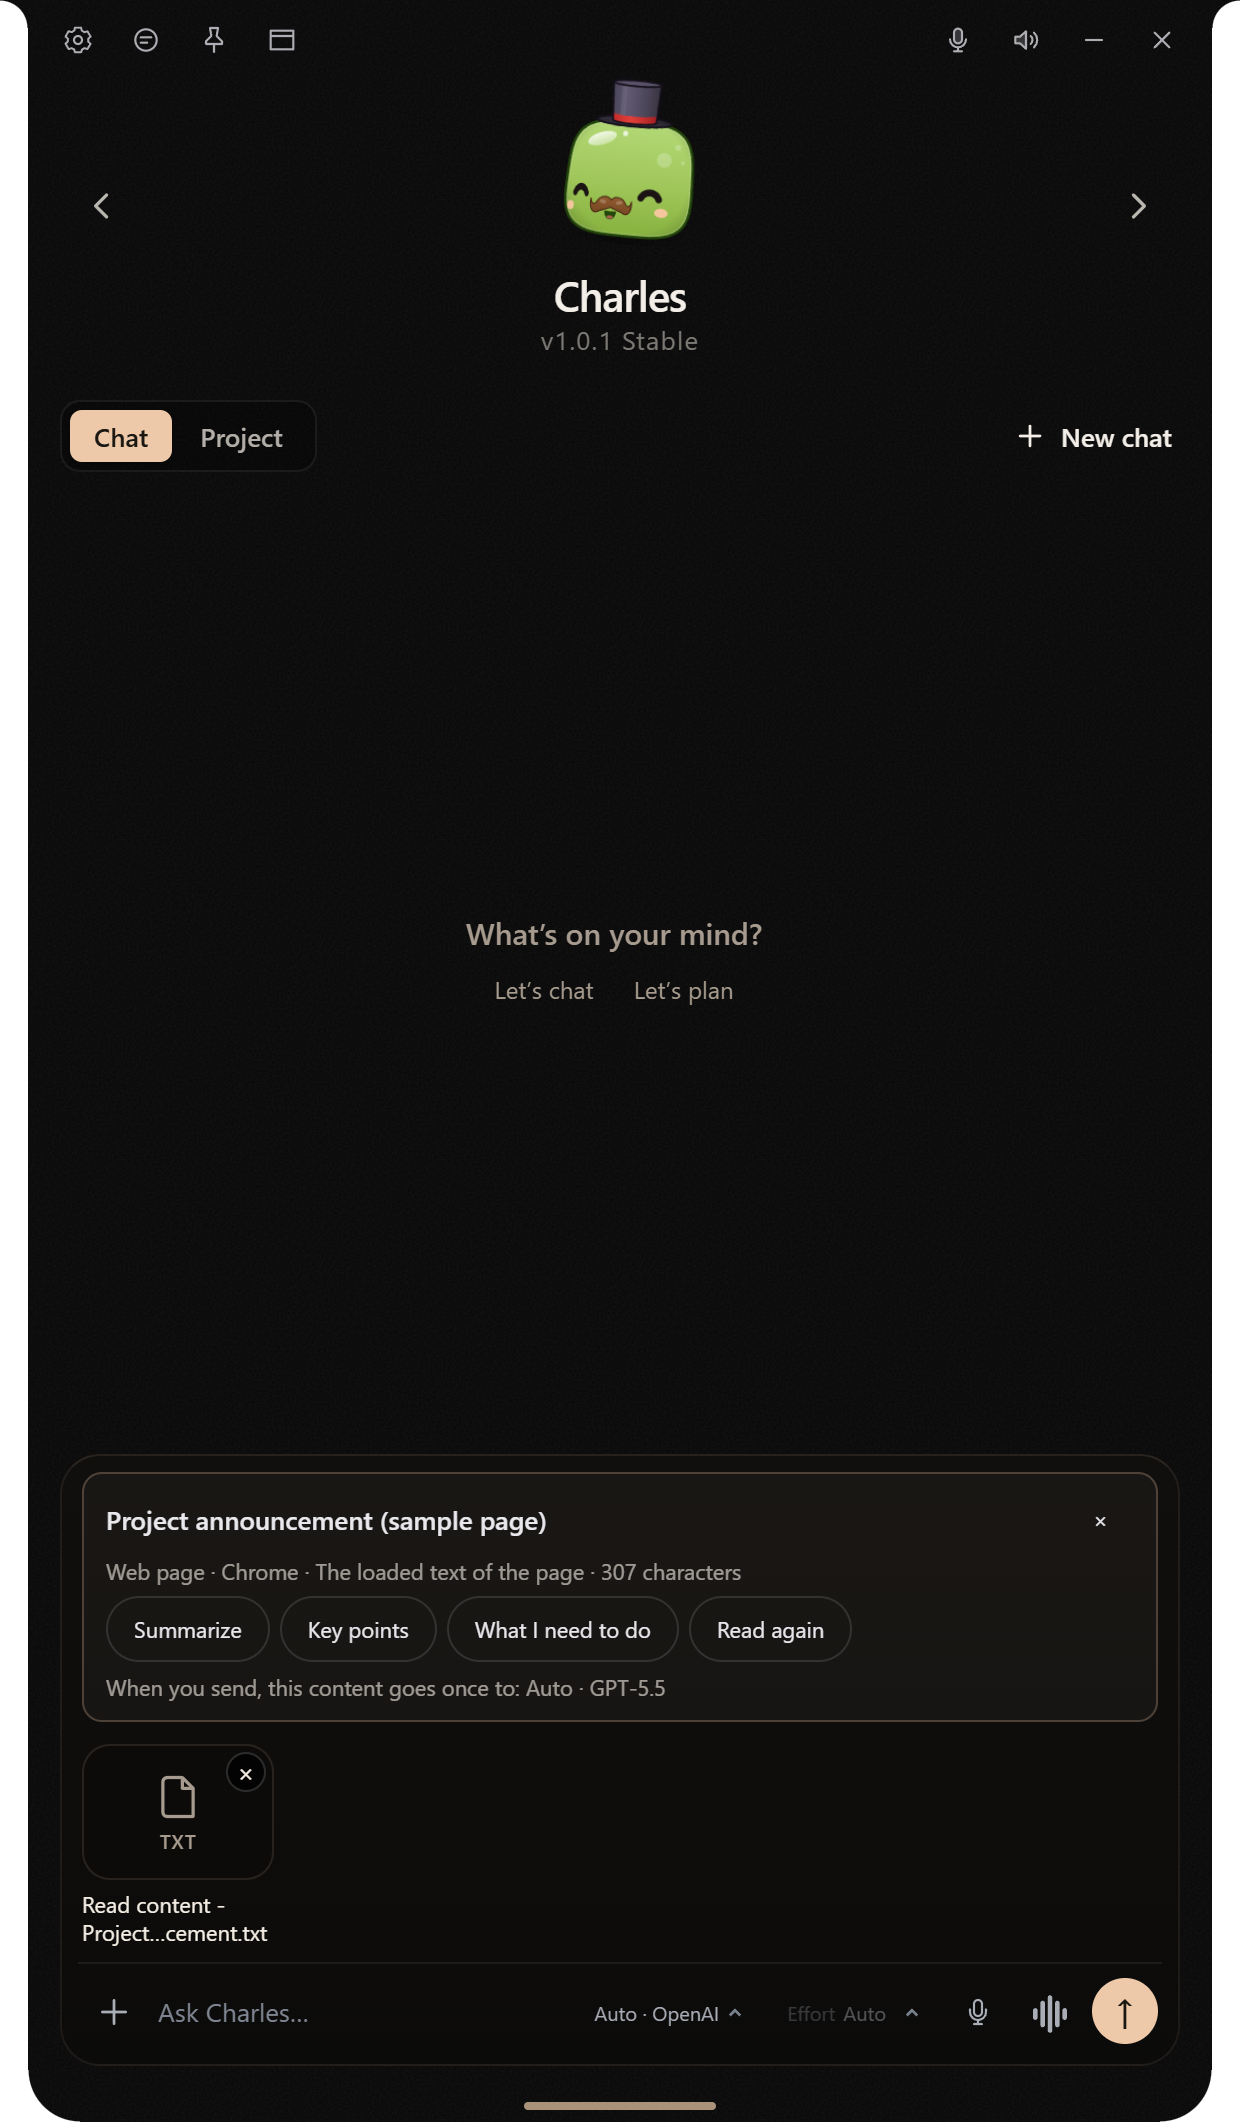 Charles
v1.0.1 Stable
Chat
Project
New chat
What's on your mind?
Let's chat
Let's plan
Project announcement (sample page)
Web page · Chrome · The loaded text of the page · 307 characters
Summarize
Key points
What I need to do
Read again
When you send, this content goes once to: Auto · GPT-5.5
TXT
Read content -
Project...cement.txt
Ask Charles...
Auto · OpenAI
Effort Auto